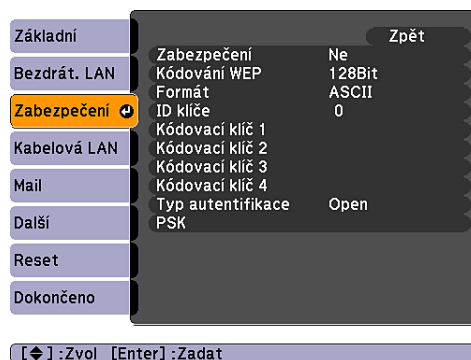 Základní
Bezdrát. LAN
Zabezpečení
Kabelová LAN
Mail
Další
Reset
Dokončeno
Zpět
Zabezpečení Ne
Kódování WEP 128Bit
Formát ASCII
ID klíče 0
Kódovací klíč 1
Kódovací klíč 2
Kódovací klíč 3
Kódovací klíč 4
Typ autentifikace Open
PSK
[◆] :Zvol [Enter] :Zadat